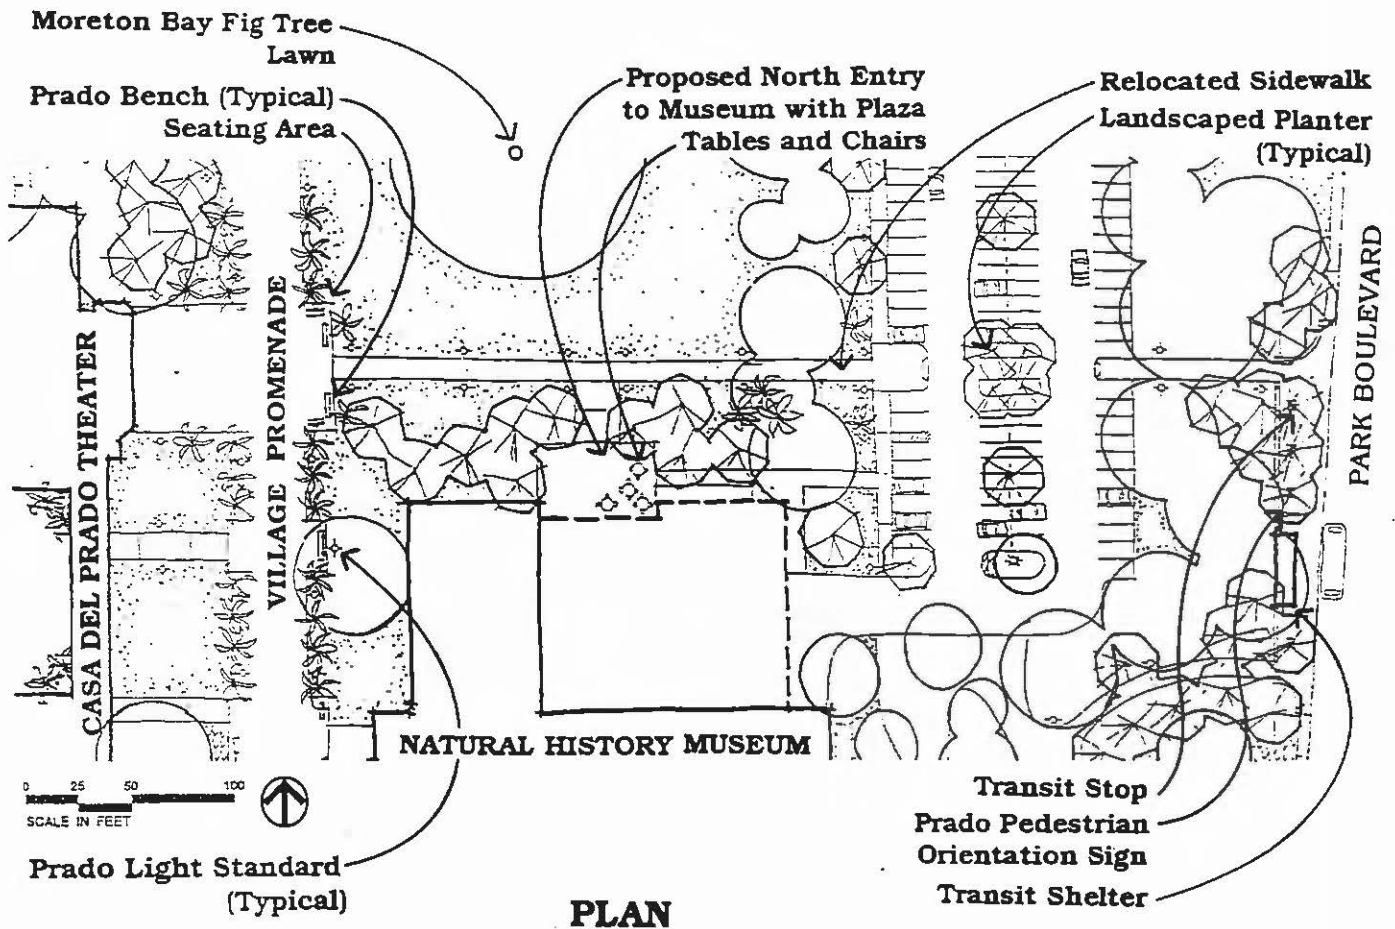 Moreton Bay Fig Tree
Lawn
Prado Bench (Typical)
Seating Area
Proposed North Entry
to Museum with Plaza
Tables and Chairs
Relocated Sidewalk
Landscaped Planter
(Typical)
CASA DEL PRADO THEATER
VILLAGE PROMENADE
PARK BOULEVARD
NATURAL HISTORY MUSEUM
0 25 50 100
SCALE IN FEET
Transit Stop
Prado Pedestrian
Orientation Sign
Transit Shelter
Prado Light Standard
(Typical)
PLAN